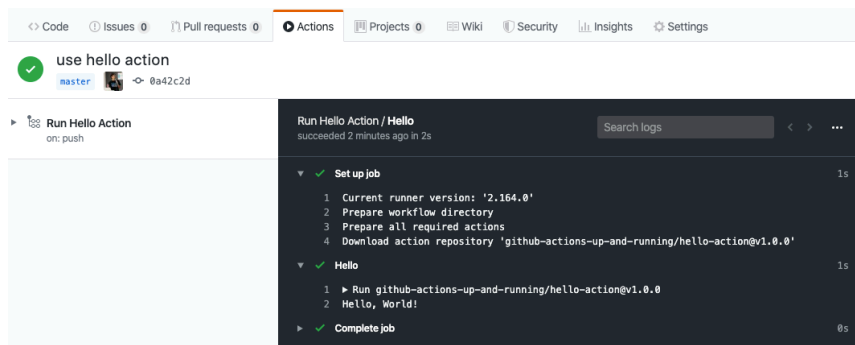 Code Issues 0 Pull requests 0 Actions Projects 0 Wiki Security Insights Settings
use hello action
master 0a42c2d
Run Hello Action
on: push
Run Hello Action / Hello
succeeded 2 minutes ago in 2s
Search logs
Set up job 1s
1 Current runner version: '2.164.0'
2 Prepare workflow directory
3 Prepare all required actions
4 Download action repository 'github-actions-up-and-running/hello-action@v1.0.0'
Hello 1s
1 Run github-actions-up-and-running/hello-action@v1.0.0
2 Hello, World!
Complete job 0s